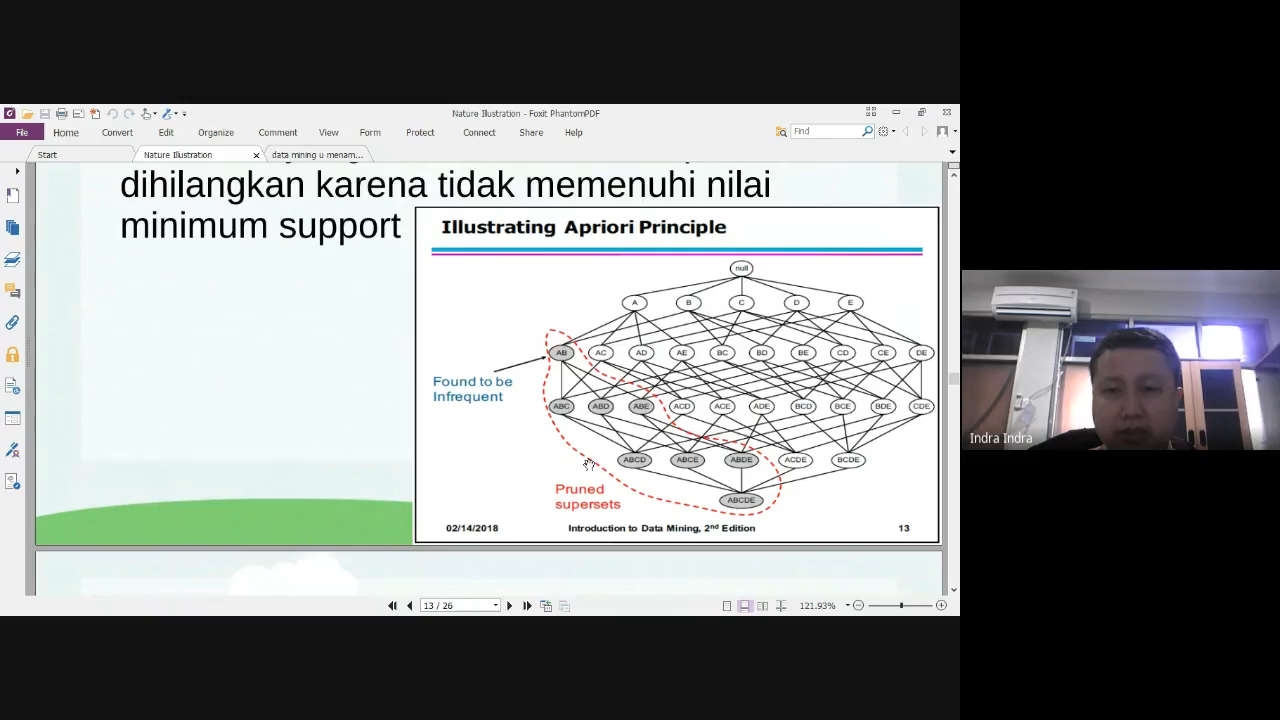 Nature Illustration - Foxit PhantomPDF
File Home Convert Edit Organize Comment View Form Protect Connect Share Help Find
Start Nature Illustration data mining u menam...
dihilangkan karena tidak memenuhi nilai
minimum support
Illustrating Apriori Principle
null
A B C D E
AB AC AD AE BC BD BE CD CE DE
Found to be
Infrequent
ABC ABD ABE ACD ACE ADE BCD BCE BDE CDE
ABCD ABCE ABDE ACDE BCDE
Pruned
supersets
ABCDE
02/14/2018 Introduction to Data Mining, 2nd Edition 13
13 / 26 121.93%
Indra Indra